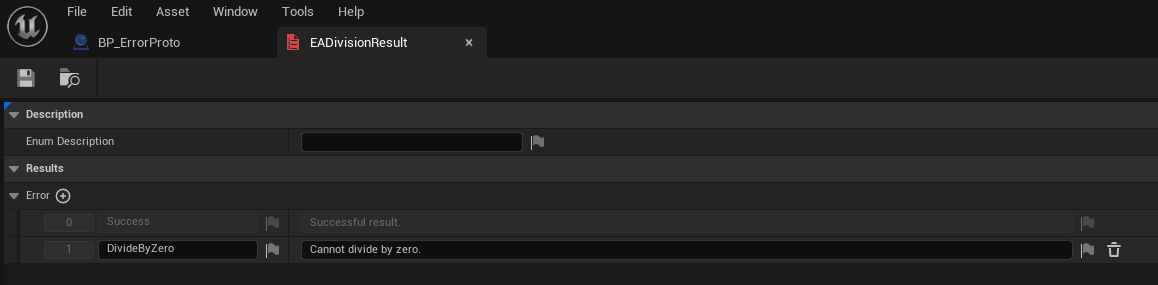 File Edit Asset Window Tools Help
BP_ErrorProto EADivisionResult ×
Description
Enum Description
Results
Error
0 Success Successful result.
1 DivideByZero Cannot divide by zero.